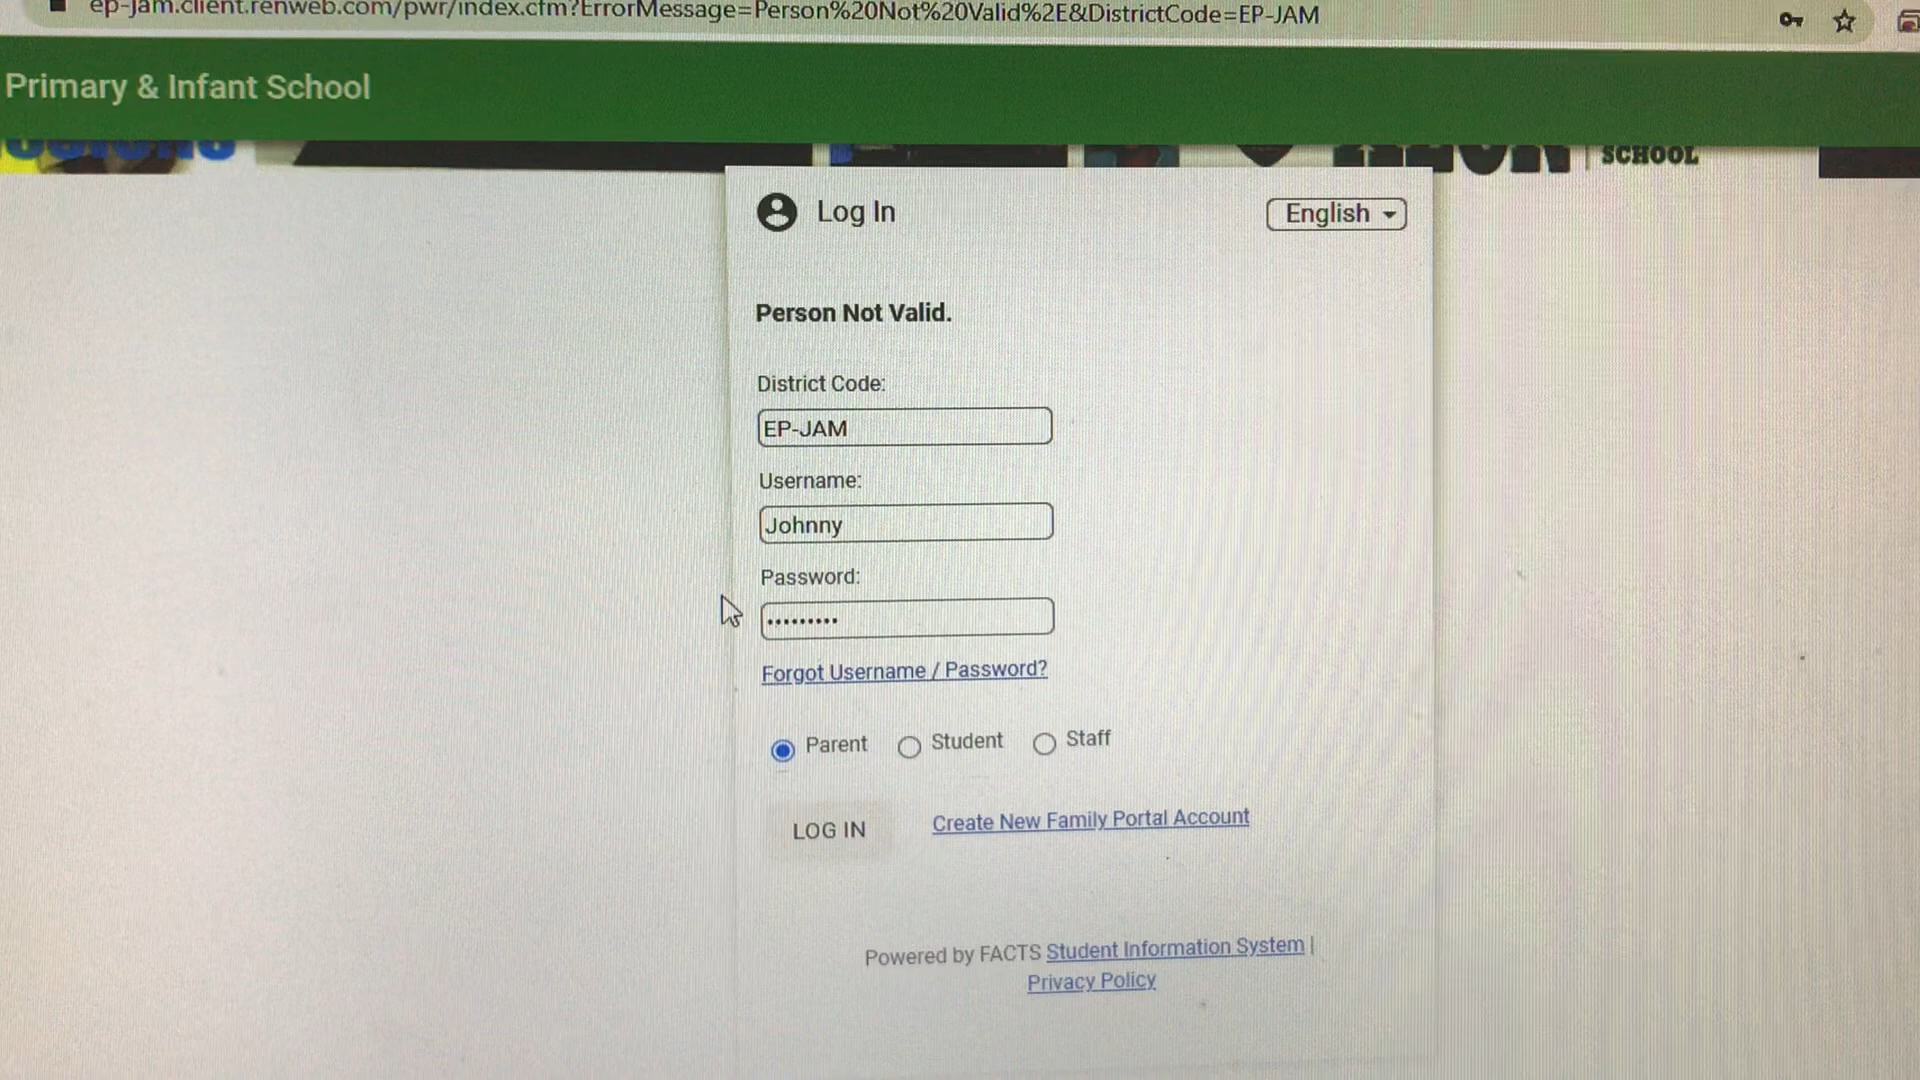 ep-jam.client.renweb.com/pwr/index.cfm?ErrorMessage=Person%20Not%20Valid%2E&DistrictCode=EP-JAM
Primary & Infant School
SCHOOL
Log In
English
Person Not Valid.
District Code:
EP-JAM
Username:
Johnny
Password:
•••••••••
Forgot Username / Password?
Parent Student Staff
LOG IN Create New Family Portal Account
Powered by FACTS Student Information System |
Privacy Policy